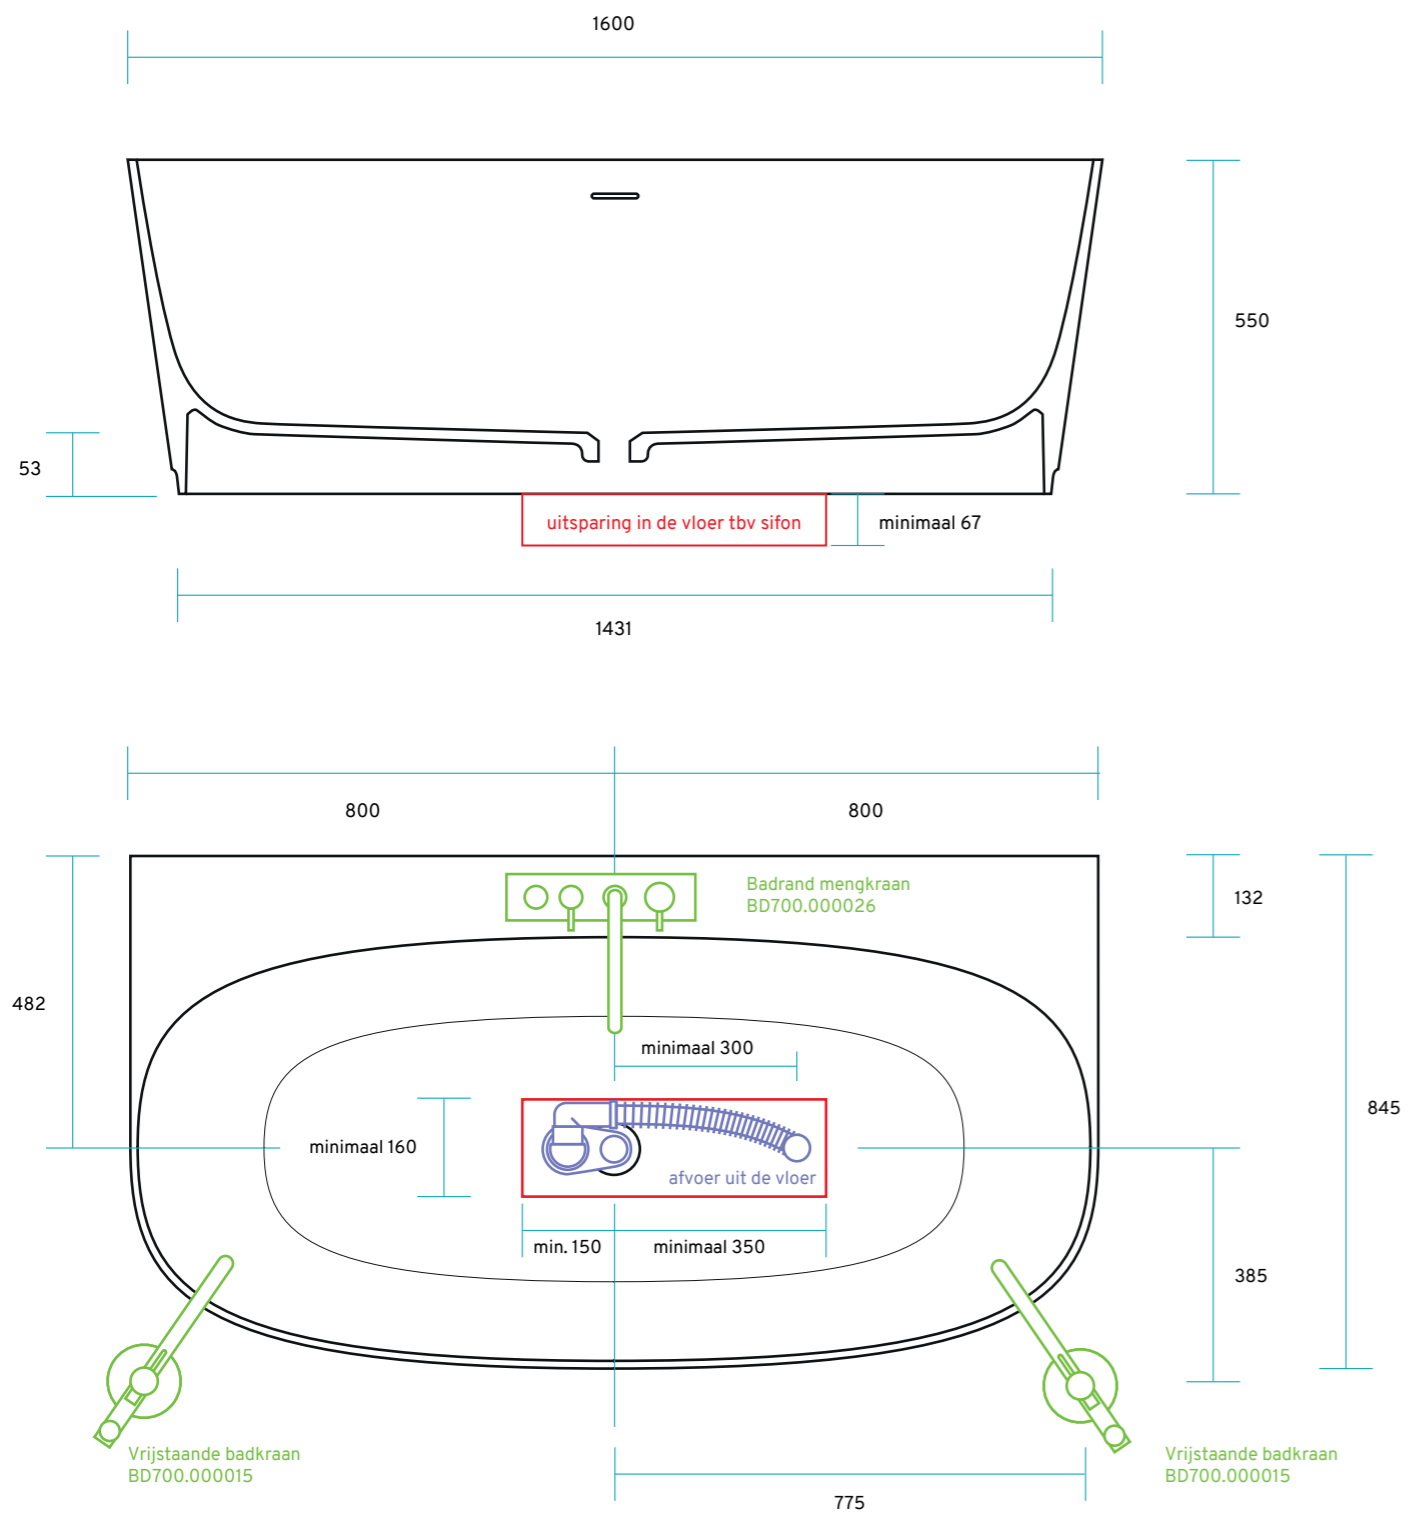 1600
550
53
uitsparing in de vloer tbv sifon
minimaal 67
1431
800
800
Badrand mengkraan
BD700.000026
132
482
minimaal 300
845
minimaal 160
afvoer uit de vloer
min. 150
minimaal 350
385
Vrijstaande badkraan
BD700.000015
Vrijstaande badkraan
BD700.000015
775